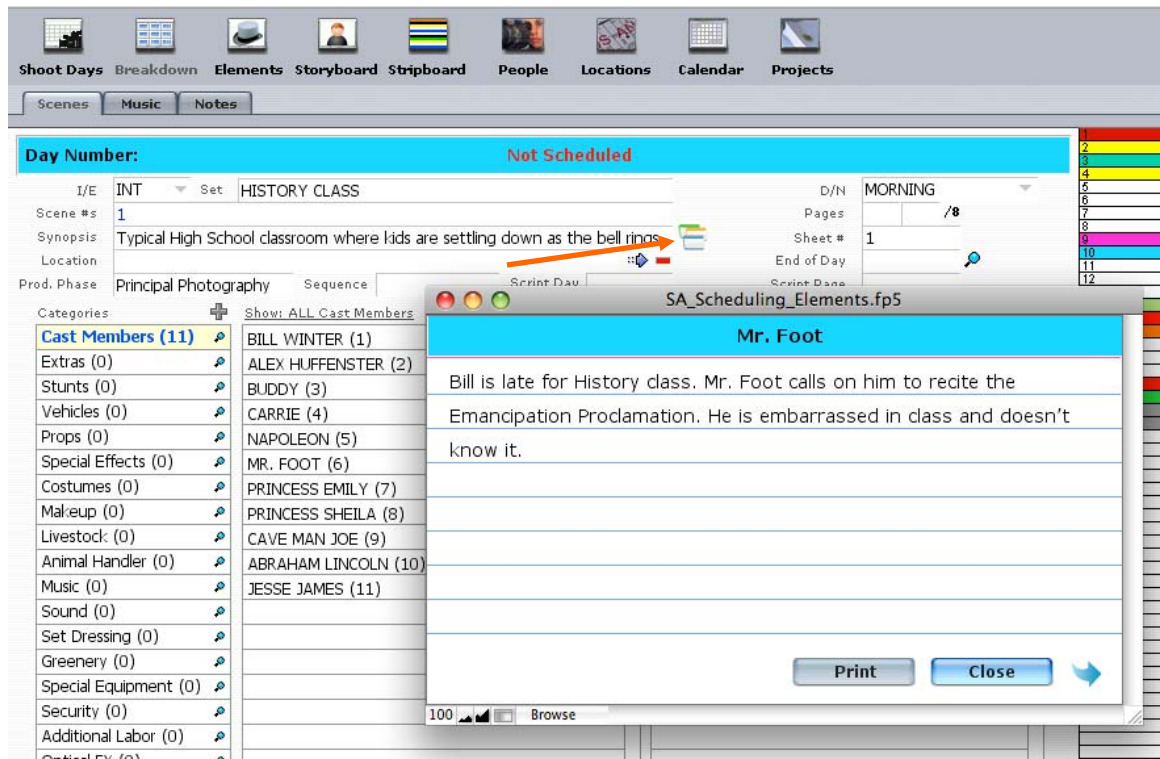 Shoot Days Breakdown Elements Storyboard Stripboard People Locations Calendar Projects
Scenes Music Notes
Day Number: Not Scheduled
I/E INT Set HISTORY CLASS D/N MORNING
Scene #s 1 Pages /8
Synopsis Typical High School classroom where kids are settling down as the bell rings Sheet # 1
Location End of Day
Prod. Phase Principal Photography Sequence Script Day Script Page
Categories Show: ALL Cast Members
Cast Members (11) BILL WINTER (1)
Extras (0) ALEX HUFFENSTER (2)
Stunts (0) BUDDY (3)
Vehicles (0) CARRIE (4)
Props (0) NAPOLEON (5)
Special Effects (0) MR. FOOT (6)
Costumes (0) PRINCESS EMILY (7)
Makeup (0) PRINCESS SHEILA (8)
Livestock (0) CAVE MAN JOE (9)
Animal Handler (0) ABRAHAM LINCOLN (10)
Music (0) JESSE JAMES (11)
Sound (0)
Set Dressing (0)
Greenery (0)
Special Equipment (0)
Security (0)
Additional Labor (0)
Optical FX (0)
SA_Scheduling_Elements.fp5
Mr. Foot
Bill is late for History class. Mr. Foot calls on him to recite the
Emancipation Proclamation. He is embarrassed in class and doesn't
know it.
Print Close
100 Browse
1
2
3
4
5
6
7
8
9
10
11
12